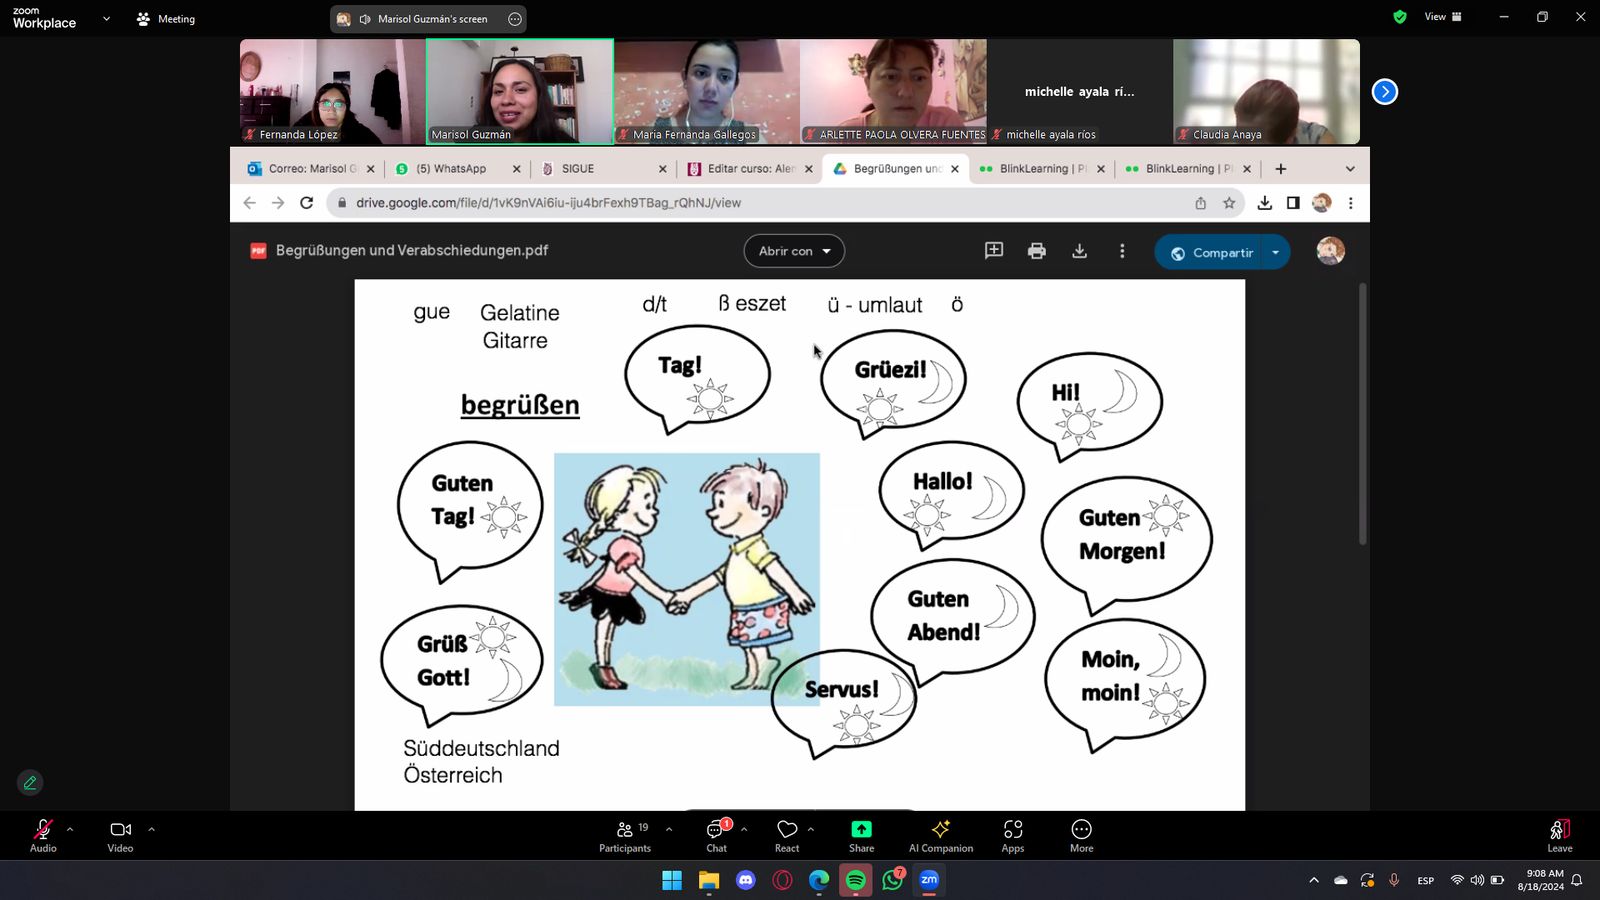 zoom
Workplace
Meeting
Marisol Guzmán's screen
View
Fernanda López
Marisol Guzmán
María Fernanda Gallegos
ARLETTE PAOLA OLVERA FUENTES
michelle ayala rí...
michelle ayala ríos
Claudia Anaya
Correo: Marisol G
(5) WhatsApp
SIGUE
Editar curso: Alen
Begrüßungen und
BlinkLearning | Pl
BlinkLearning | Pl
drive.google.com/file/d/1vK9nVAi6iu-iju4brFexh9TBag_rQhNJ/view
PDF
Begrüßungen und Verabschiedungen.pdf
Abrir con
Compartir
gue
Gelatine
Gitarre
d/t
ß eszet
ü - umlaut
ö
begrüßen
Tag!
Grüezi!
Hi!
Guten
Tag!
Hallo!
Guten
Morgen!
Guten
Abend!
Grüß
Gott!
Servus!
Moin,
moin!
Süddeutschland
Österreich
Audio
Video
Participants
19
Chat
1
React
Share
AI Companion
Apps
More
Leave
7
zm
ESP
9:08 AM
8/18/2024